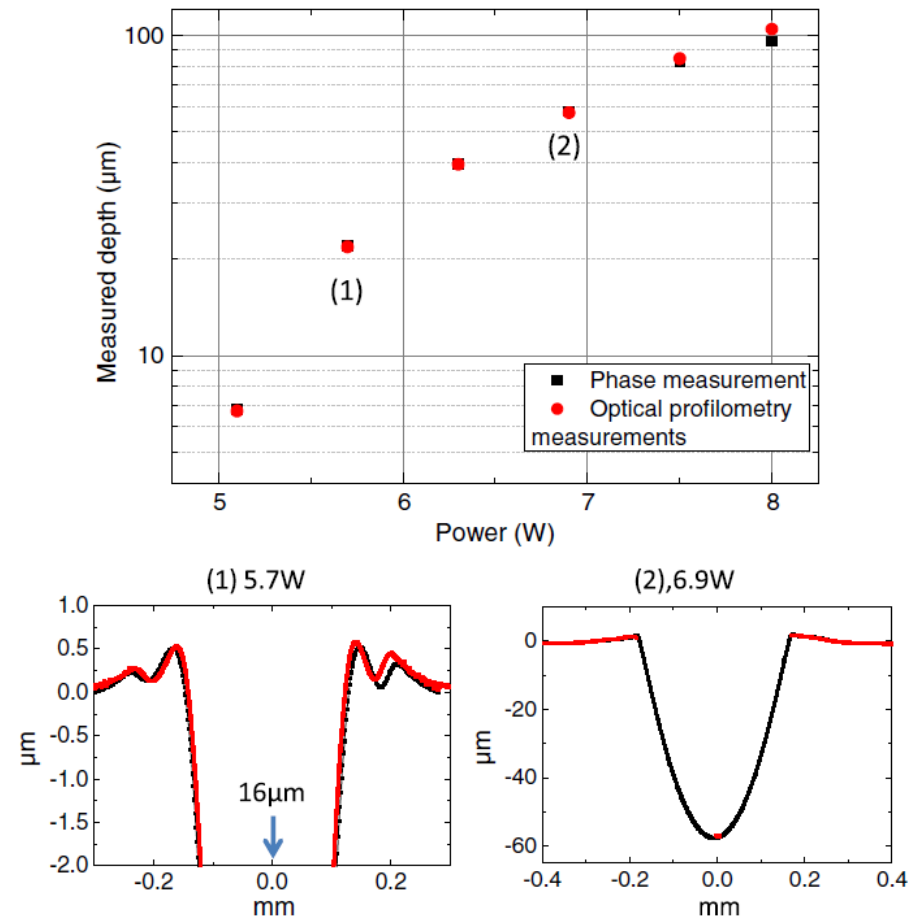 100
10
Measured depth (µm)
(1)
(2)
Phase measurement
Optical profilometry
measurements
5
6
7
8
Power (W)
(1) 5.7W
(2),6.9W
1.0
0.5
0.0
-0.5
-1.0
-1.5
-2.0
µm
16µm
-0.2
0.0
0.2
mm
0
-20
-40
-60
µm
-0.4
-0.2
0.0
0.2
0.4
mm